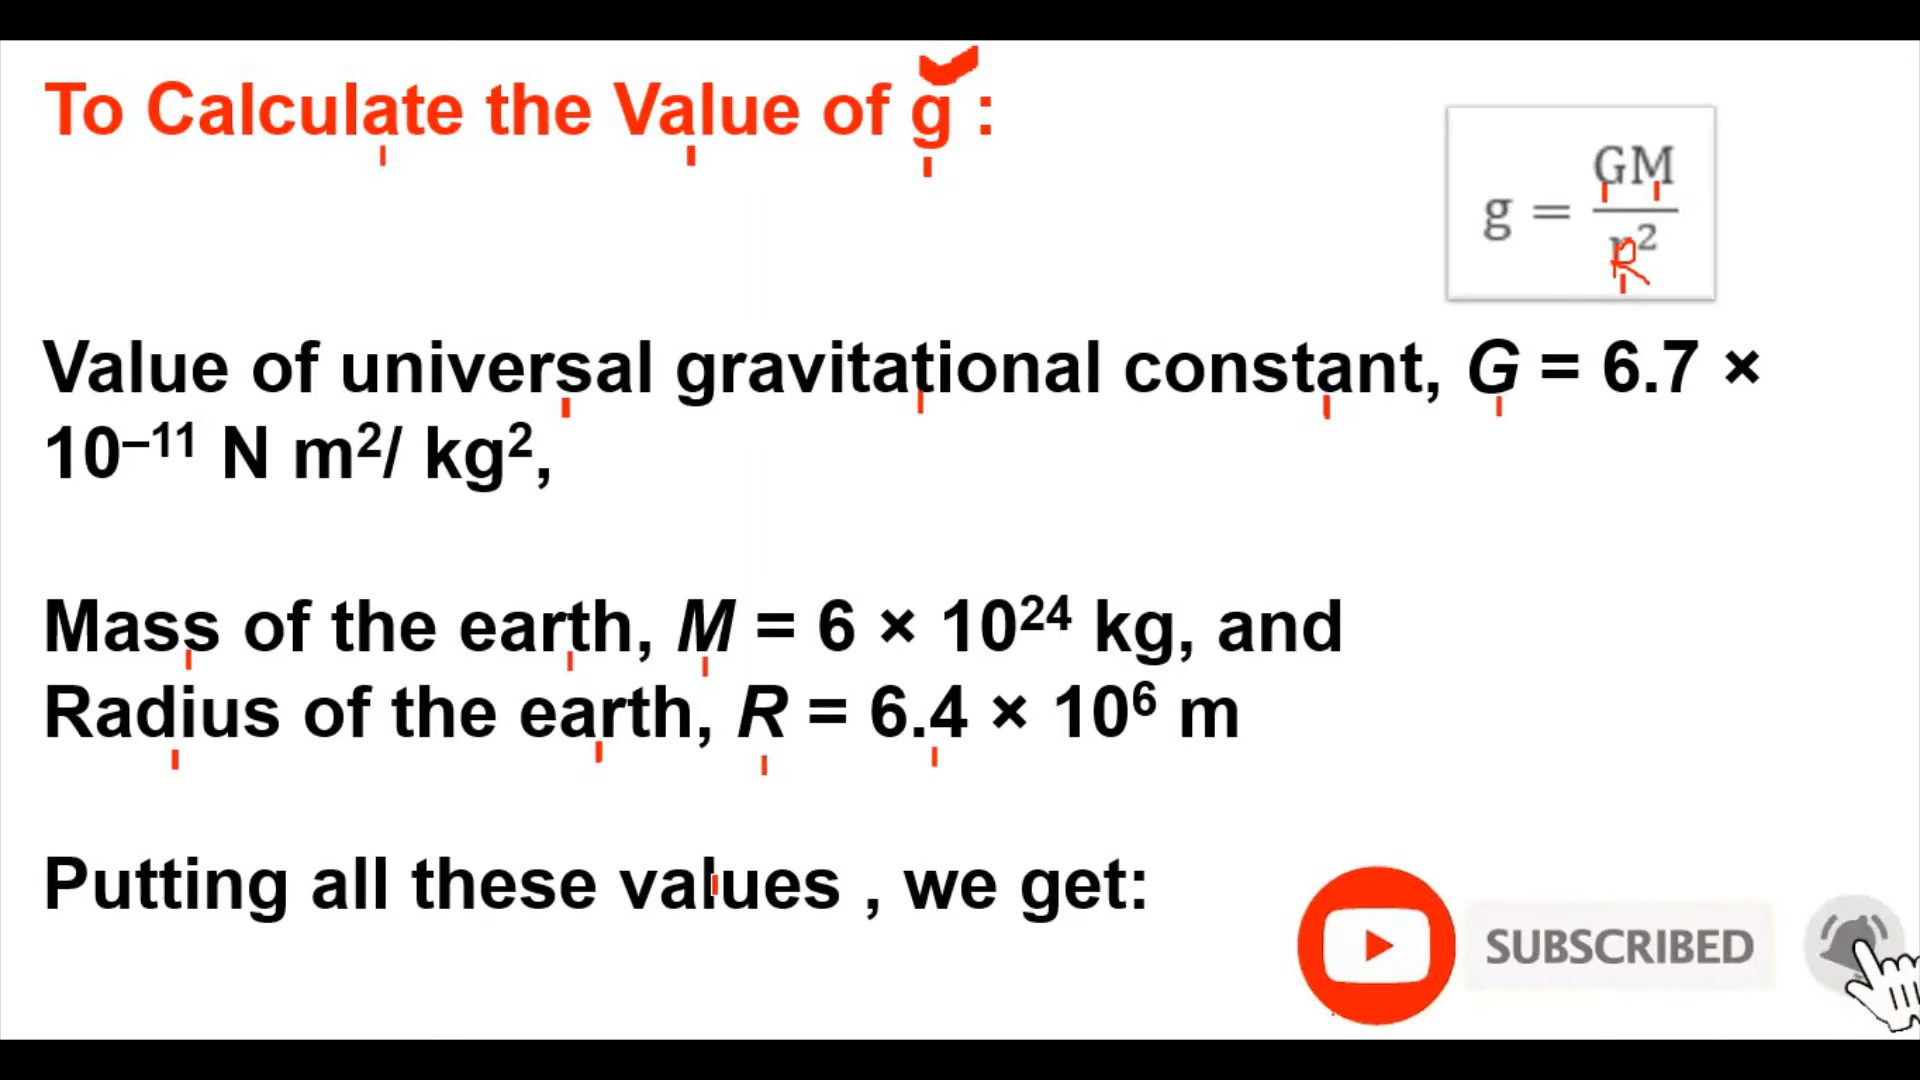 To Calculate the Value of g :
g = GM / r²
R
Value of universal gravitational constant, G = 6.7 ×
10⁻¹¹ N m²/ kg²,
Mass of the earth, M = 6 × 10²⁴ kg, and
Radius of the earth, R = 6.4 × 10⁶ m
Putting all these values , we get:
SUBSCRIBED